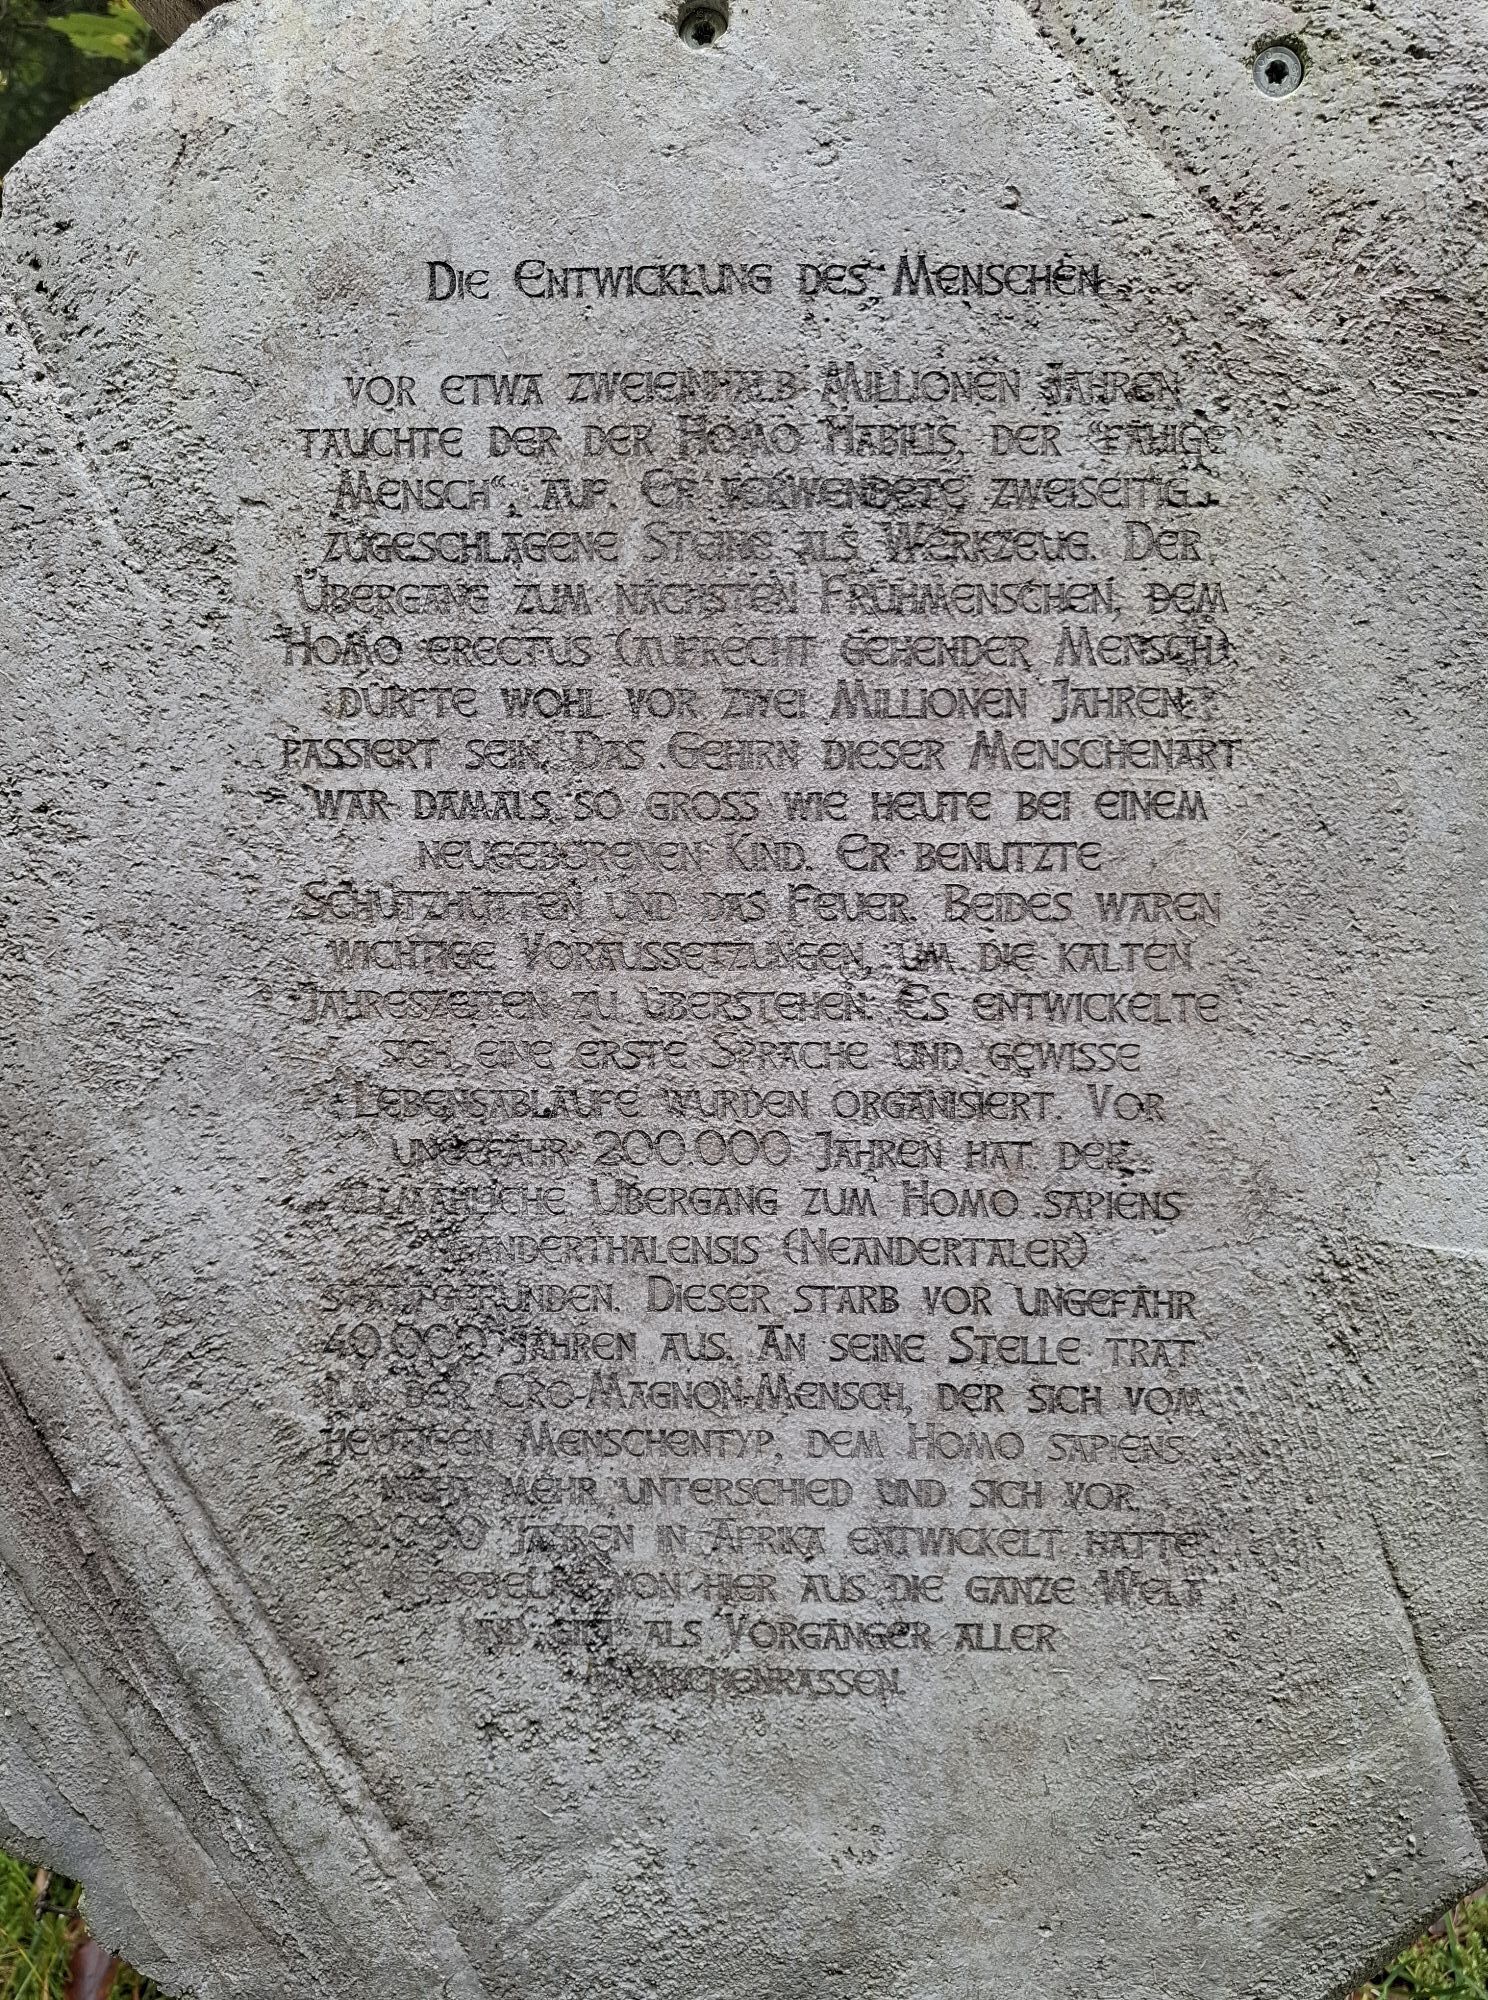 Die Entwicklung des Menschen
vor etwa zweieinhalb Millionen Jahren
tauchte der der Homo Habilis, der "fähige
Mensch", auf. Er verwendete zweiseitig
zugeschlagene Steine als Werkzeug. Der
Übergang zum nächsten Frühmenschen, dem
Homo erectus (aufrecht gehender Mensch)
dürfte wohl vor zwei Millionen Jahren
passiert sein. Das Gehirn dieser Menschenart
war damals so gross wie heute bei einem
neugeborenen Kind. Er benutzte
Schutzhütten und das Feuer. Beides waren
wichtige Voraussetzungen, um die kalten
Jahreszeiten zu überstehen. Es entwickelte
sich eine erste Sprache und gewisse
Lebensabläufe wurden organisiert. Vor
ungefähr 200.000 Jahren hat der
allmähliche Übergang zum Homo sapiens
neanderthalensis (Neandertaler)
stattgefunden. Dieser starb vor ungefähr
40.000 Jahren aus. An seine Stelle trat
nun der Cro-Magnon-Mensch, der sich vom
heutigen Menschentyp, dem Homo sapiens
mehr unterschied und sich vor
Jahren in Afrika entwickelt hatte.
besiedelte von hier aus die ganze Welt
und gilt als Vorgänger aller
Menschenrassen.